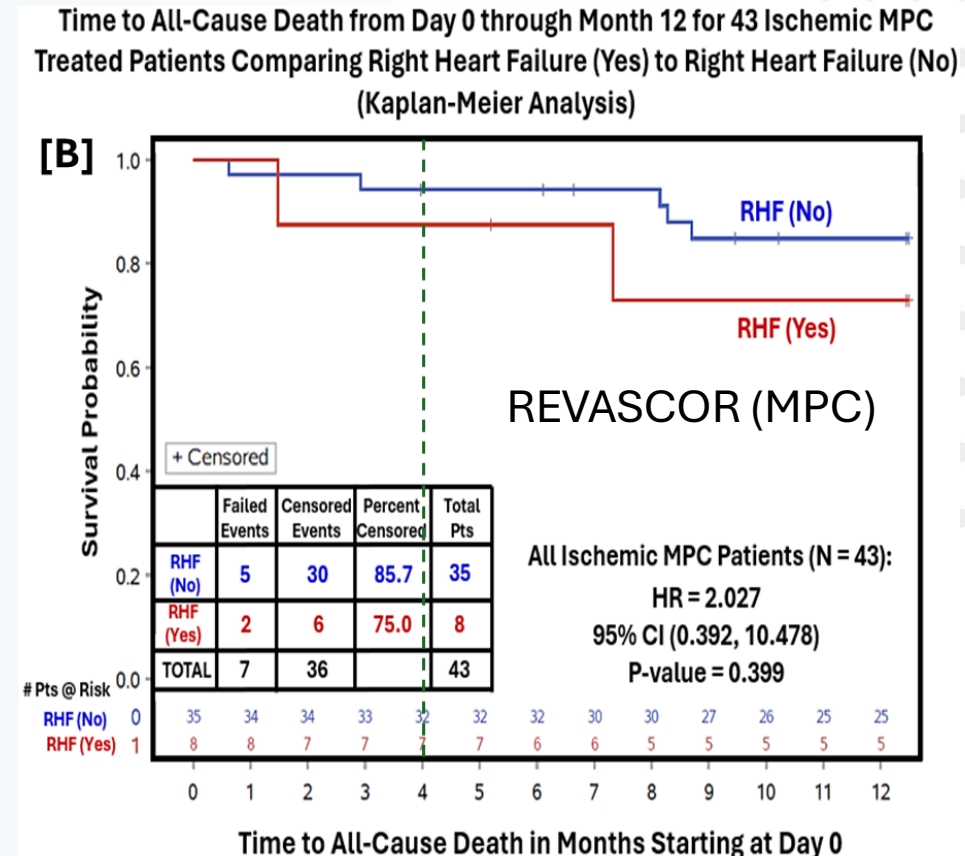 Time to All-Cause Death from Day 0 through Month 12 for 43 Ischemic MPC
Treated Patients Comparing Right Heart Failure (Yes) to Right Heart Failure (No)
(Kaplan-Meier Analysis)
[B]
1.0
0.8
0.6
0.4
0.2
0.0
Survival Probability
RHF (No)
RHF (Yes)
REVASCOR (MPC)
+ Censored
Failed Events Censored Events Percent Censored Total Pts
RHF (No) 5 30 85.7 35
RHF (Yes) 2 6 75.0 8
TOTAL 7 36 43
All Ischemic MPC Patients (N = 43):
HR = 2.027
95% CI (0.392, 10.478)
P-value = 0.399
# Pts @ Risk
RHF (No) 0 35 34 34 33 32 32 32 30 30 27 26 25 25
RHF (Yes) 1 8 8 7 7 7 7 6 6 5 5 5 5 5
0 1 2 3 4 5 6 7 8 9 10 11 12
Time to All-Cause Death in Months Starting at Day 0